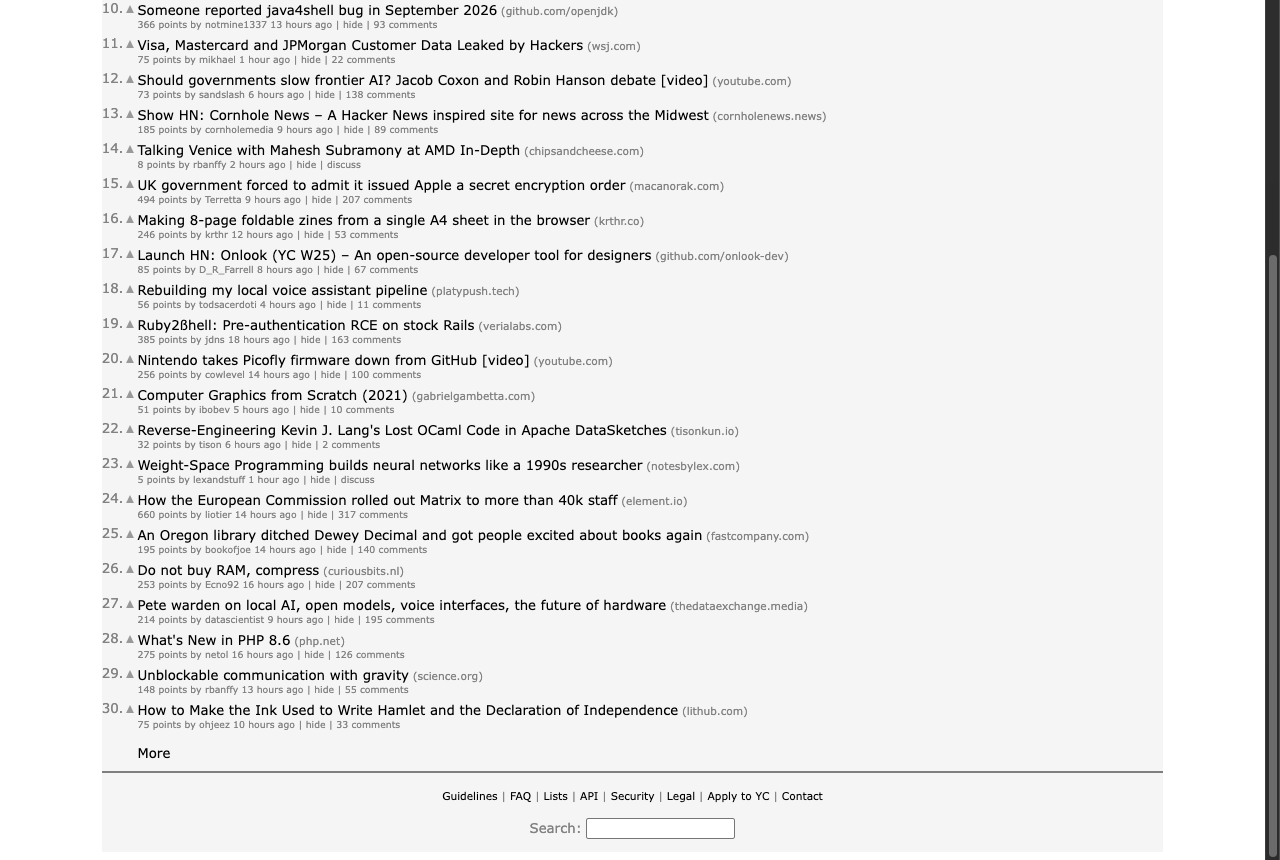 10. Someone reported java4shell bug in September 2026 (github.com/openjdk)
366 points by notmine1337 13 hours ago | hide | 93 comments
11. Visa, Mastercard and JPMorgan Customer Data Leaked by Hackers (wsj.com)
75 points by mikhael 1 hour ago | hide | 22 comments
12. Should governments slow frontier AI? Jacob Coxon and Robin Hanson debate [video] (youtube.com)
73 points by sandslash 6 hours ago | hide | 138 comments
13. Show HN: Cornhole News – A Hacker News inspired site for news across the Midwest (cornholenews.news)
185 points by cornholemedia 9 hours ago | hide | 89 comments
14. Talking Venice with Mahesh Subramony at AMD In-Depth (chipsandcheese.com)
8 points by rbanffy 2 hours ago | hide | discuss
15. UK government forced to admit it issued Apple a secret encryption order (macanorak.com)
494 points by Terretta 9 hours ago | hide | 207 comments
16. Making 8-page foldable zines from a single A4 sheet in the browser (krthr.co)
246 points by krthr 12 hours ago | hide | 53 comments
17. Launch HN: Onlook (YC W25) – An open-source developer tool for designers (github.com/onlook-dev)
85 points by D_R_Farrell 8 hours ago | hide | 67 comments
18. Rebuilding my local voice assistant pipeline (platypush.tech)
56 points by todsacerdoti 4 hours ago | hide | 11 comments
19. Ruby2ßhell: Pre-authentication RCE on stock Rails (verialabs.com)
385 points by jdns 18 hours ago | hide | 163 comments
20. Nintendo takes Picofly firmware down from GitHub [video] (youtube.com)
256 points by cowlevel 14 hours ago | hide | 100 comments
21. Computer Graphics from Scratch (2021) (gabrielgambetta.com)
51 points by ibobev 5 hours ago | hide | 10 comments
22. Reverse-Engineering Kevin J. Lang's Lost OCaml Code in Apache DataSketches (tisonkun.io)
32 points by tison 6 hours ago | hide | 2 comments
23. Weight-Space Programming builds neural networks like a 1990s researcher (notesbylex.com)
5 points by lexandstuff 1 hour ago | hide | discuss
24. How the European Commission rolled out Matrix to more than 40k staff (element.io)
660 points by liotier 14 hours ago | hide | 317 comments
25. An Oregon library ditched Dewey Decimal and got people excited about books again (fastcompany.com)
195 points by bookofjoe 14 hours ago | hide | 140 comments
26. Do not buy RAM, compress (curiousbits.nl)
253 points by Ecno92 16 hours ago | hide | 207 comments
27. Pete warden on local AI, open models, voice interfaces, the future of hardware (thedataexchange.media)
214 points by datascientist 9 hours ago | hide | 195 comments
28. What's New in PHP 8.6 (php.net)
275 points by netol 16 hours ago | hide | 126 comments
29. Unblockable communication with gravity (science.org)
148 points by rbanffy 13 hours ago | hide | 55 comments
30. How to Make the Ink Used to Write Hamlet and the Declaration of Independence (lithub.com)
75 points by ohjeez 10 hours ago | hide | 33 comments
More
Guidelines | FAQ | Lists | API | Security | Legal | Apply to YC | Contact
Search: